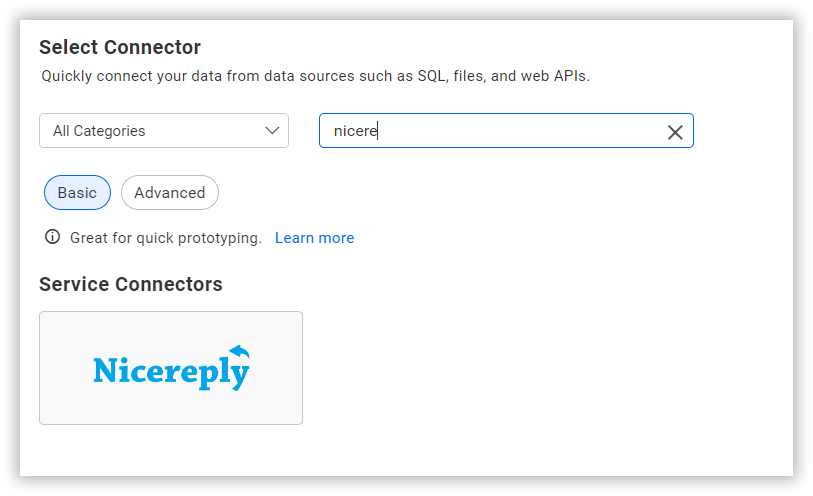 Select Connector
Quickly connect your data from data sources such as SQL, files, and web APIs.
All Categories
nicere
Basic
Advanced
Great for quick prototyping. Learn more
Service Connectors
Nicereply